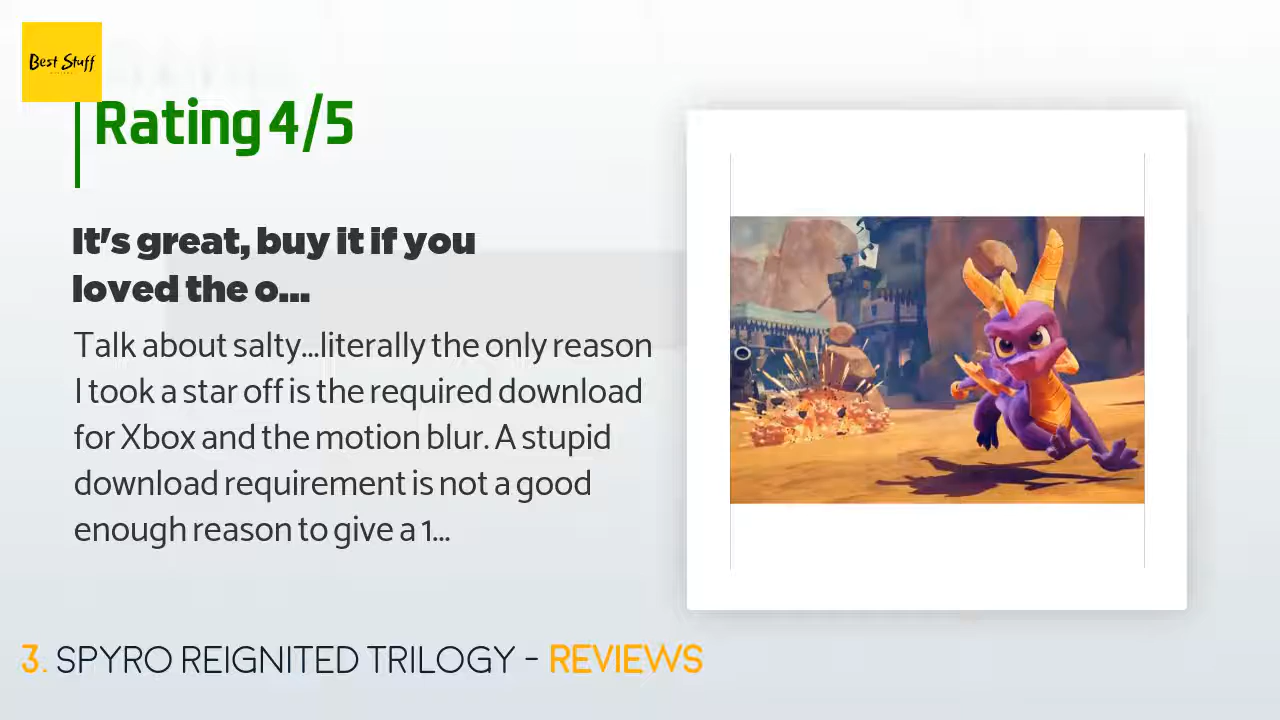 Best Stuff
Rating 4/5
It's great, buy it if you
loved the o...
Talk about salty...literally the only reason
I took a star off is the required download
for Xbox and the motion blur. A stupid
download requirement is not a good
enough reason to give a 1...
3. SPYRO REIGNITED TRILOGY - REVIEWS